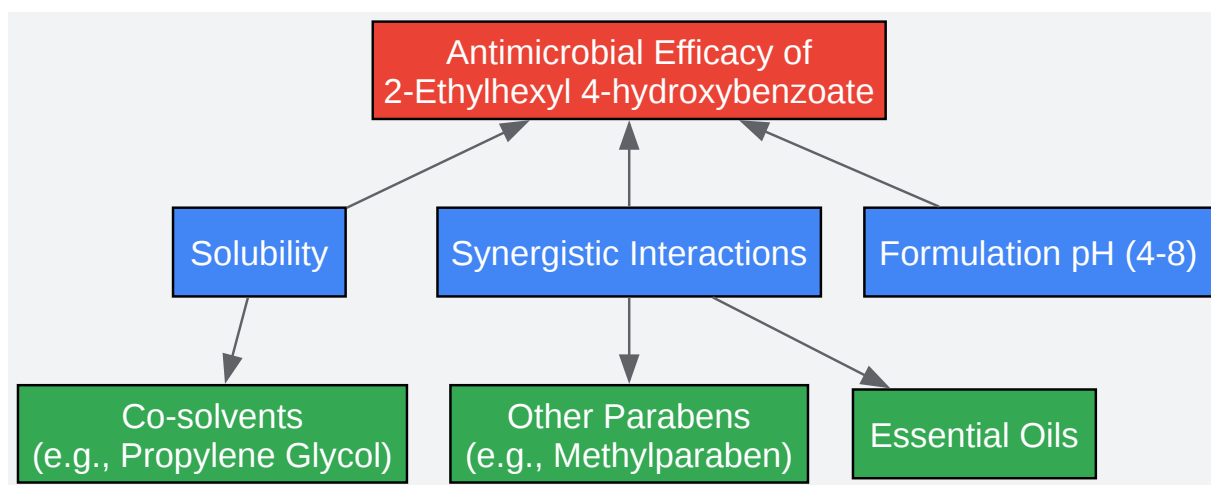 Antimicrobial Efficacy of
2-Ethylhexyl 4-hydroxybenzoate
Solubility
Synergistic Interactions
Formulation pH (4-8)
Co-solvents
(e.g., Propylene Glycol)
Other Parabens
(e.g., Methylparaben)
Essential Oils